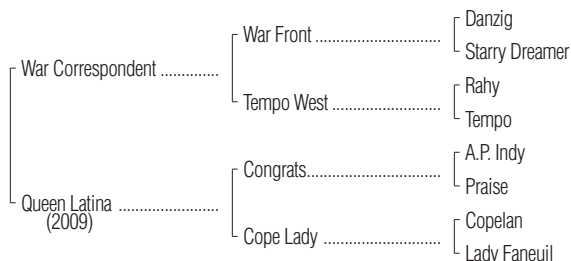 Danzig
War Front ..............................
Starry Dreamer
War Correspondent ..............
Rahy
Tempo West ..........................
Tempo
A.P. Indy
Congrats................................
Praise
Queen Latina ........................
(2009)
Copelan
Cope Lady ............................
Lady Faneuil